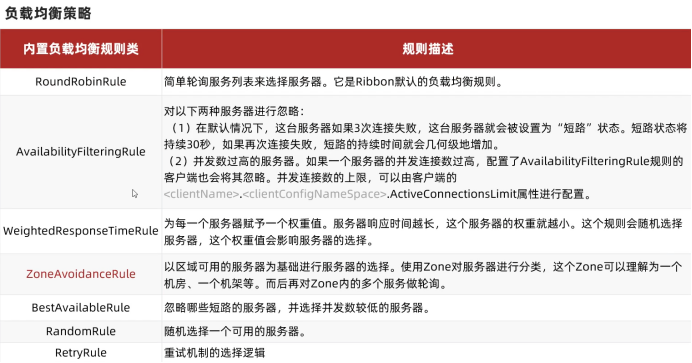 负载均衡策略
内置负载均衡规则类
规则描述
RoundRobinRule
简单轮询服务列表来选择服务器。它是Ribbon默认的负载均衡规则。
AvailabilityFilteringRule
对以下两种服务器进行忽略：
（1）在默认情况下，这台服务器如果3次连接失败，这台服务器就会被设置为“短路”状态。短路状态将
持续30秒，如果再次连接失败，短路的持续时间就会几何级地增加。
（2）并发数过高的服务器。如果一个服务器的并发连接数过高，配置了AvailabilityFilteringRule规则的
客户端也会将其忽略。并发连接数的上限，可以由客户端的
<clientName>.<clientConfigNameSpace>.ActiveConnectionsLimit属性进行配置。
WeightedResponseTimeRule
为每一个服务器赋予一个权重值。服务器响应时间越长，这个服务器的权重就越小。这个规则会随机选择
服务器，这个权重值会影响服务器的选择。
ZoneAvoidanceRule
以区域可用的服务器为基础进行服务器的选择。使用Zone对服务器进行分类，这个Zone可以理解为一个
机房、一个机架等。而后再对Zone内的多个服务做轮询。
BestAvailableRule
忽略哪些短路的服务器，并选择并发数较低的服务器。
RandomRule
随机选择一个可用的服务器。
RetryRule
重试机制的选择逻辑